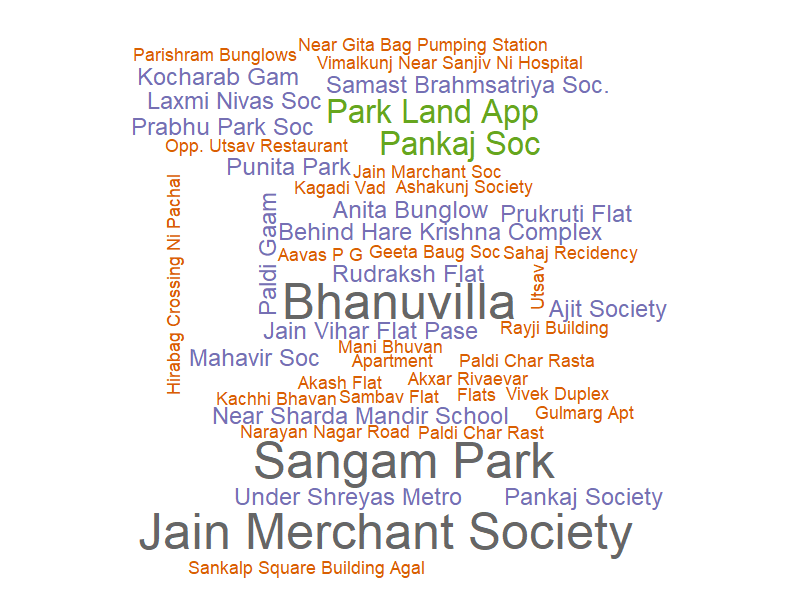 Near Gita Bag Pumping Station
Parishram Bunglows
Vimalkunj Near Sanjiv Ni Hospital
Kocharab Gam
Samast Brahmsatriya Soc.
Laxmi Nivas Soc
Park Land App
Prabhu Park Soc
Pankaj Soc
Opp. Utsav Restaurant
Punita Park
Jain Marchant Soc
Kagadi Vad
Ashakunj Society
Hirabag Crossing Ni Pachal
Paldi Gaam
Anita Bunglow
Prukruti Flat
Behind Hare Krishna Complex
Aavas P G
Geeta Baug Soc
Sahaj Recidency
Rudraksh Flat
Utsav
Bhanuvilla
Ajit Society
Jain Vihar Flat Pase
Rayji Building
Mani Bhuvan
Mahavir Soc
Apartment
Paldi Char Rasta
Akash Flat
Akxar Rivaevar
Kachhi Bhavan
Sambav Flat
Flats
Vivek Duplex
Near Sharda Mandir School
Gulmarg Apt
Narayan Nagar Road
Paldi Char Rast
Sangam Park
Under Shreyas Metro
Pankaj Society
Jain Merchant Society
Sankalp Square Building Agal